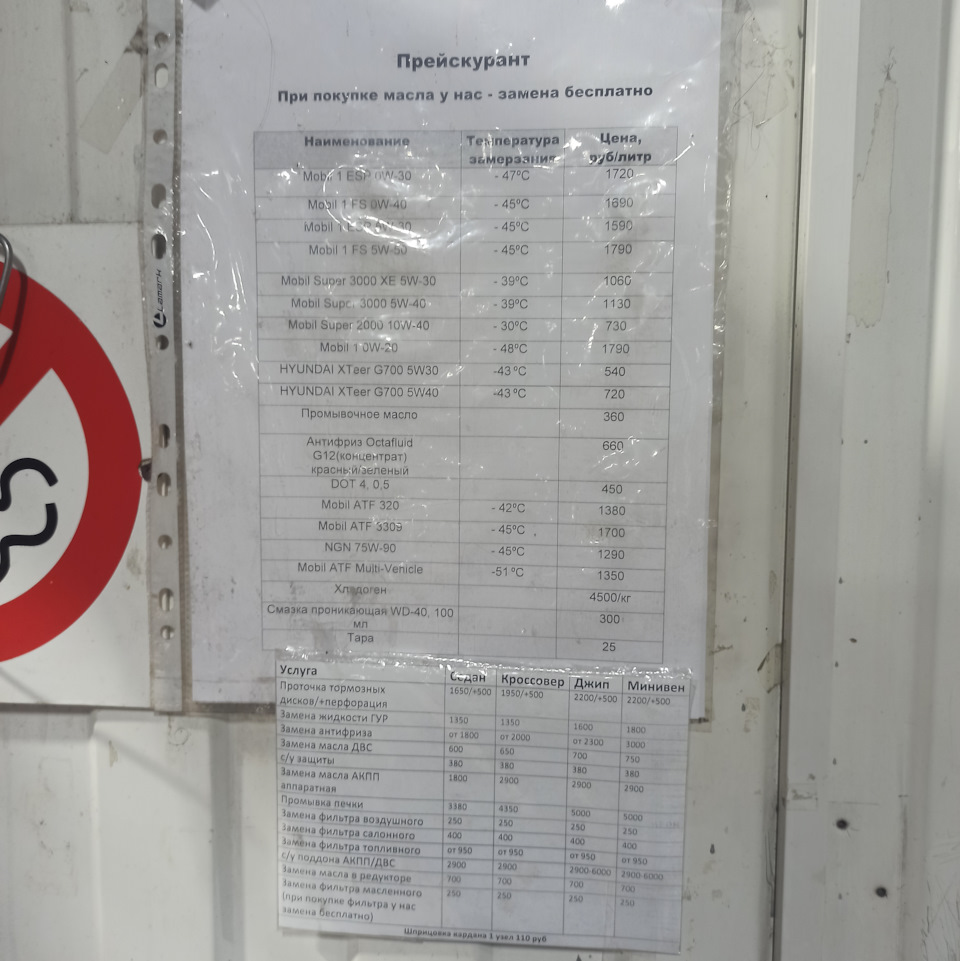 Прейскурант
При покупке масла у нас - замена бесплатно
Наименование Температура замерзания Цена, руб/литр
Mobil 1 ESP 0W-30 - 47ºC 1720
Mobil 1 FS 0W-40 - 45ºC 1690
Mobil 1 - 45ºC 1590
Mobil 1 FS 5W-50 - 45ºC 1790
Mobil Super 3000 XE 5W-30 - 39ºC 1060
Mobil Super 3000 5W-40 - 39ºC 1130
Mobil Super 2000 10W-40 - 30ºC 730
Mobil 1 0W-20 - 48ºC 1790
HYUNDAI XTeer G700 5W30 -43 ºC 540
HYUNDAI XTeer G700 5W40 -43 ºC 720
Промывочное масло 360
Антифриз Octafluid
G12(концентрат) 660
красный/зеленый
DOT 4, 0,5 450
Mobil ATF 320 - 42ºC 1380
Mobil ATF 3309 - 45ºC 1700
NGN 75W-90 - 45ºC 1290
Mobil ATF Multi-Vehicle -51 ºC 1350
Хладоген 4500/кг
Смазка проникающая WD-40, 100 300
мл
Тара 25
Lamark
Услуга Седан Кроссовер Джип Минивен
Проточка тормозных 1650/+500 1950/+500 2200/+500 2200/+500
дисков/+перфорация
Замена жидкости ГУР 1350 1350 1600 1800
Замена антифриза от 1800 от 2000 от 2300 3000
Замена масла ДВС 600 650 700 750
с/у защиты 380 380 380 380
Замена масла АКПП 1800 2900 2900 2900
аппаратная
Промывка печки 3380 4350 5000 5000
Замена фильтра воздушного 250 250 250 250
Замена фильтра салонного 400 400 400 400
Замена фильтра топливного от 950 от 950 от 950 от 950
с/у поддона АКПП/ДВС 2900 2900 2900-6000 2900-6000
Замена масла в редукторе 700 700 700 700
Замена фильтра масленного 250 250 250 250
(при покупке фильтра у нас
замена бесплатно)
Шприцовка кардана 1 узел 110 руб